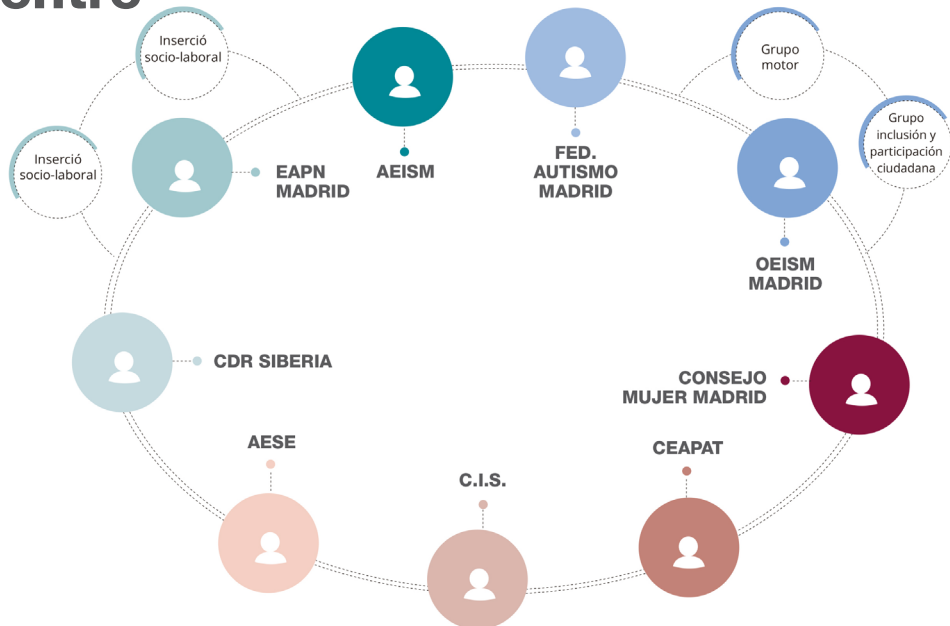 entro
Inserció
socio-laboral
Grupo
motor
Inserció
socio-laboral
Grupo
inclusión y
participación
ciudadana
EAPN
MADRID
AEISM
FED.
AUTISMO
MADRID
OEISM
MADRID
CDR SIBERIA
CONSEJO
MUJER MADRID
AESE
CEAPAT
C.I.S.